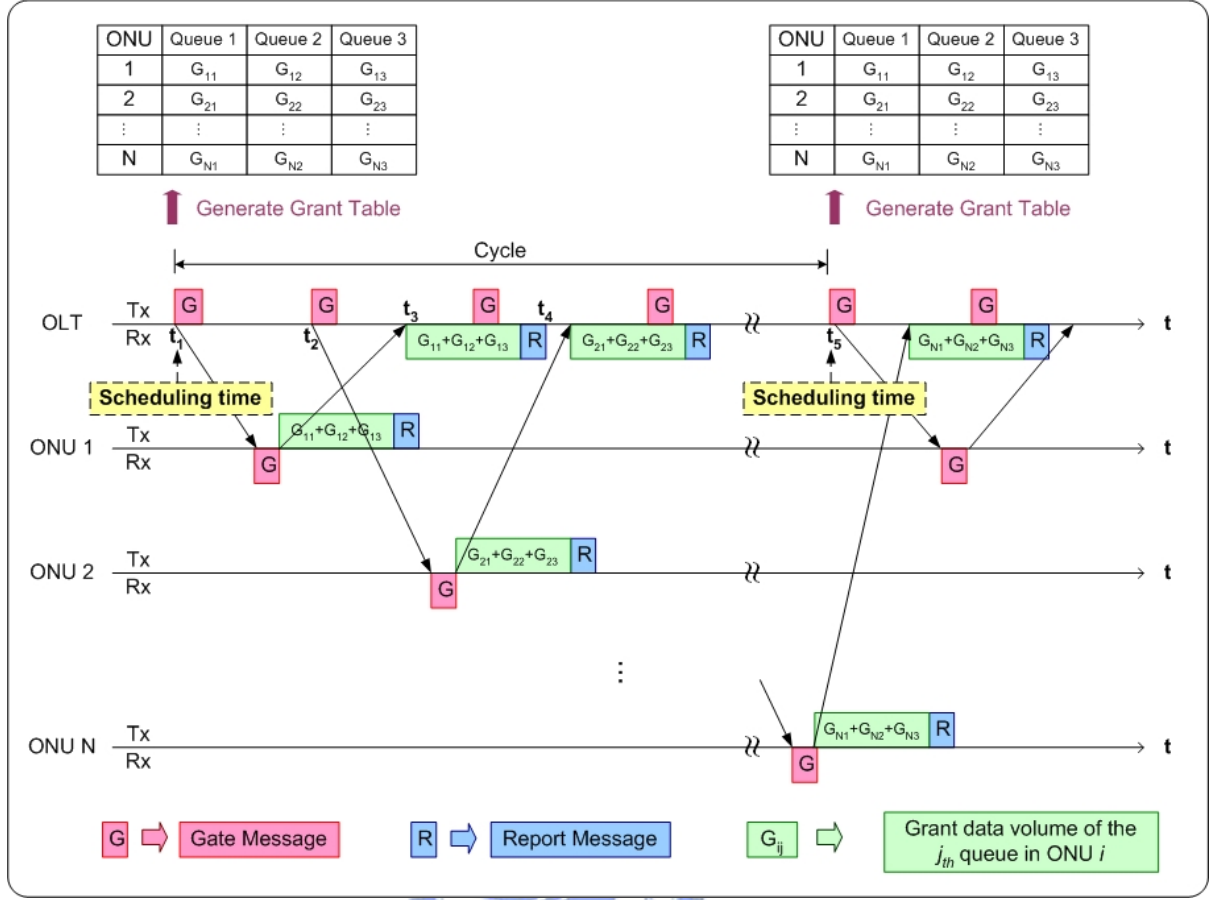 ONU Queue 1 Queue 2 Queue 3
1 G11 G12 G13
2 G21 G22 G23
⋮ ⋮ ⋮ ⋮
N GN1 GN2 GN3
ONU Queue 1 Queue 2 Queue 3
1 G11 G12 G13
2 G21 G22 G23
⋮ ⋮ ⋮ ⋮
N GN1 GN2 GN3
Generate Grant Table
Generate Grant Table
Cycle
OLT Tx G G t3 G t4 G G G t
Rx t1 t2 G11+G12+G13 R G21+G22+G23 R t5 GN1+GN2+GN3 R
Scheduling time
Scheduling time
ONU 1 Tx G11+G12+G13 R t
Rx G G
ONU 2 Tx G21+G22+G23 R t
Rx G
⋮
ONU N Tx GN1+GN2+GN3 R t
Rx G
G Gate Message
R Report Message
Gij Grant data volume of the
jth queue in ONU i